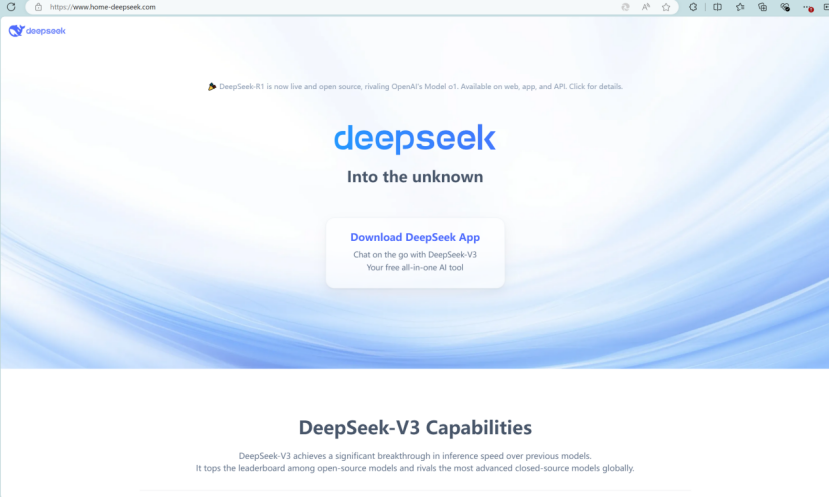 https://www.home-deepseek.com
deepseek
DeepSeek-R1 is now live and open source, rivaling OpenAI's Model o1. Available on web, app, and API. Click for details.
deepseek
Into the unknown
Download DeepSeek App
Chat on the go with DeepSeek-V3
Your free all-in-one AI tool
DeepSeek-V3 Capabilities
DeepSeek-V3 achieves a significant breakthrough in inference speed over previous models.
It tops the leaderboard among open-source models and rivals the most advanced closed-source models globally.